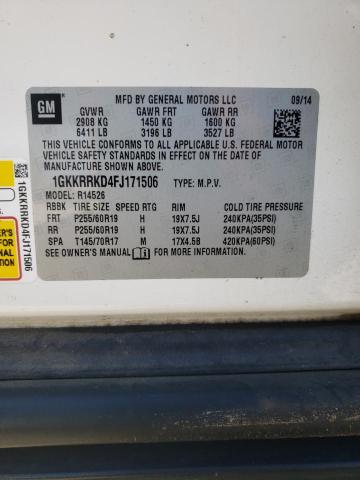 GM
MFD BY GENERAL MOTORS LLC 09/14
GVWR GAWR FRT GAWR RR
2908 KG 1450 KG 1600 KG
6411 LB 3196 LB 3527 LB
THIS VEHICLE CONFORMS TO ALL APPLICABLE U.S.
FEDERAL MOTOR VEHICLE SAFETY AND THEFT
PREVENTION STANDARDS IN EFFECT ON THE DATE
OF MANUFACTURE SHOWN ABOVE.
1GKKRRKD4FJ171506 TYPE: M.P.V.
MODEL: R14526
RBBK TIRE SIZE SPEED RTG RIM COLD TIRE PRESSURE
FRT P255/60R19 H 19X7.5J 240KPA(35PSI)
RR P255/60R19 H 19X7.5J 240KPA(35PSI)
SPA T145/70R17 M 17X4.5B 420KPA(60PSI)
SEE OWNER'S MANUAL FOR MORE INFORMATION.
1GKKRRKD4FJ171506